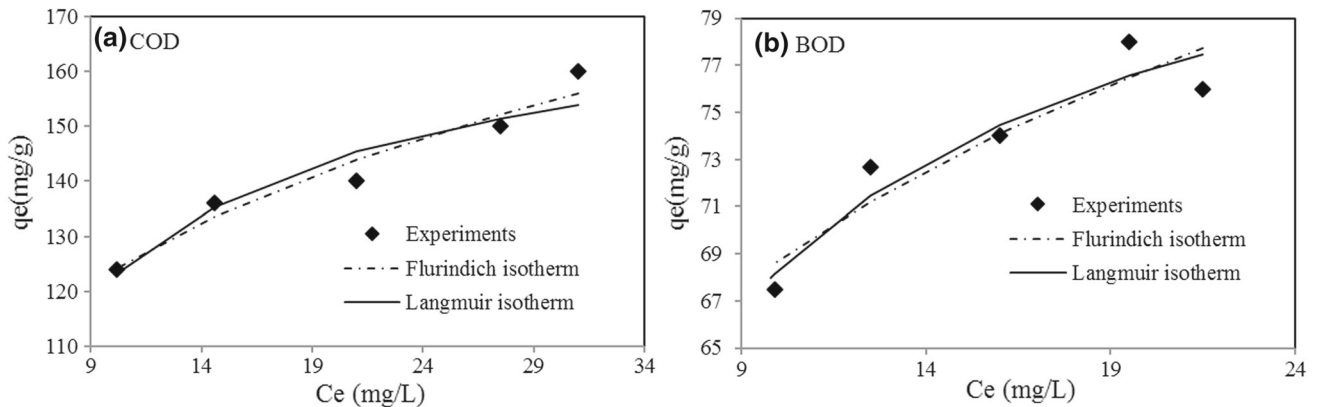 (a) COD
qe(mg/g)
170
160
150
140
130
120
110
9 14 19 24 29 34
Ce (mg/L)
Experiments
Flurindich isotherm
Langmuir isotherm
(b) BOD
qe(mg/g)
79
77
75
73
71
69
67
65
9 14 19 24
Ce (mg/L)
Experiments
Flurindich isotherm
Langmuir isotherm